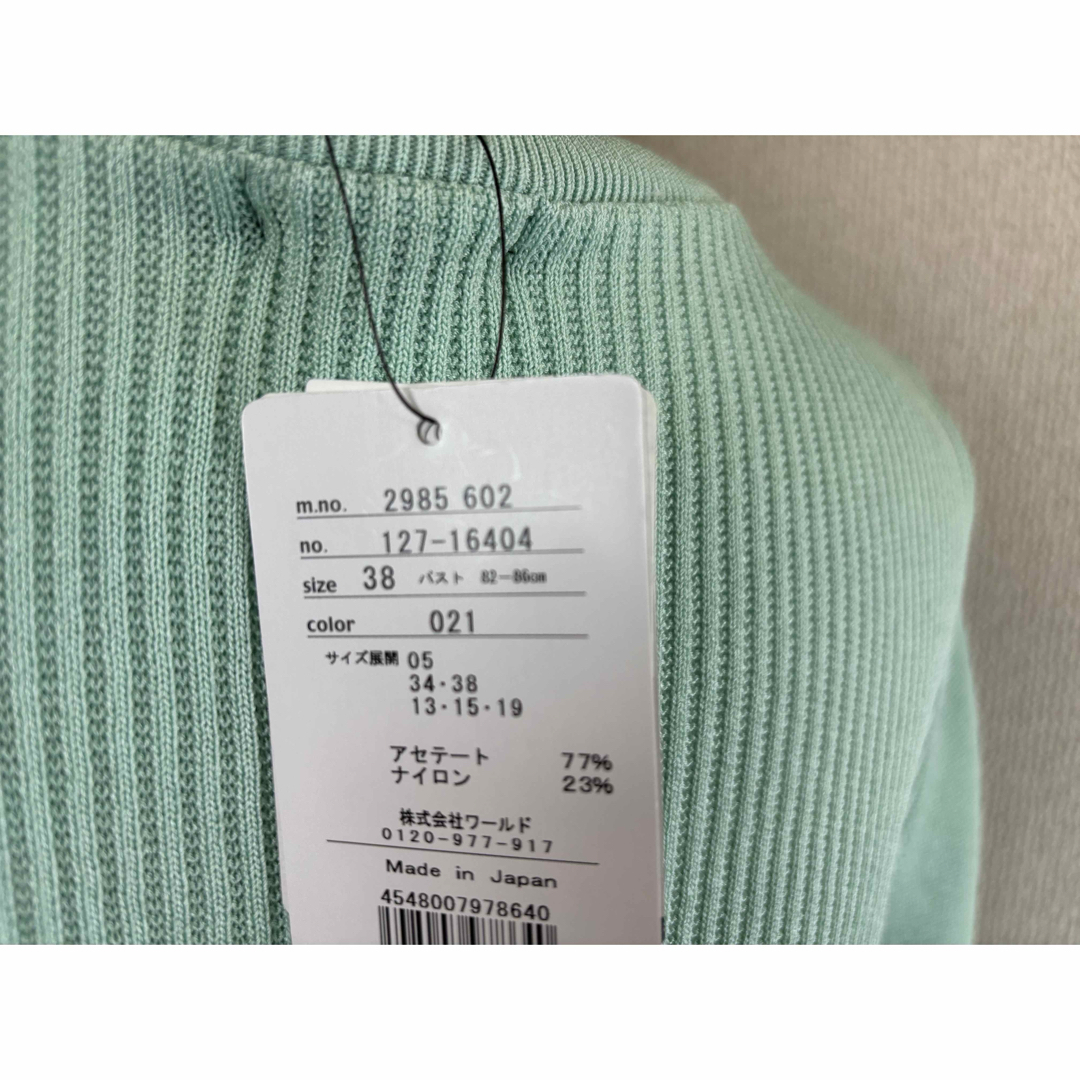 m.no. 2985 602
no. 127-16404
size 38 バスト 82-86cm
color 021
サイズ展開 05
34・38
13・15・19
アセテート 77%
ナイロン 23%
株式会社ワールド
0120-977-917
Made in Japan
4548007978640